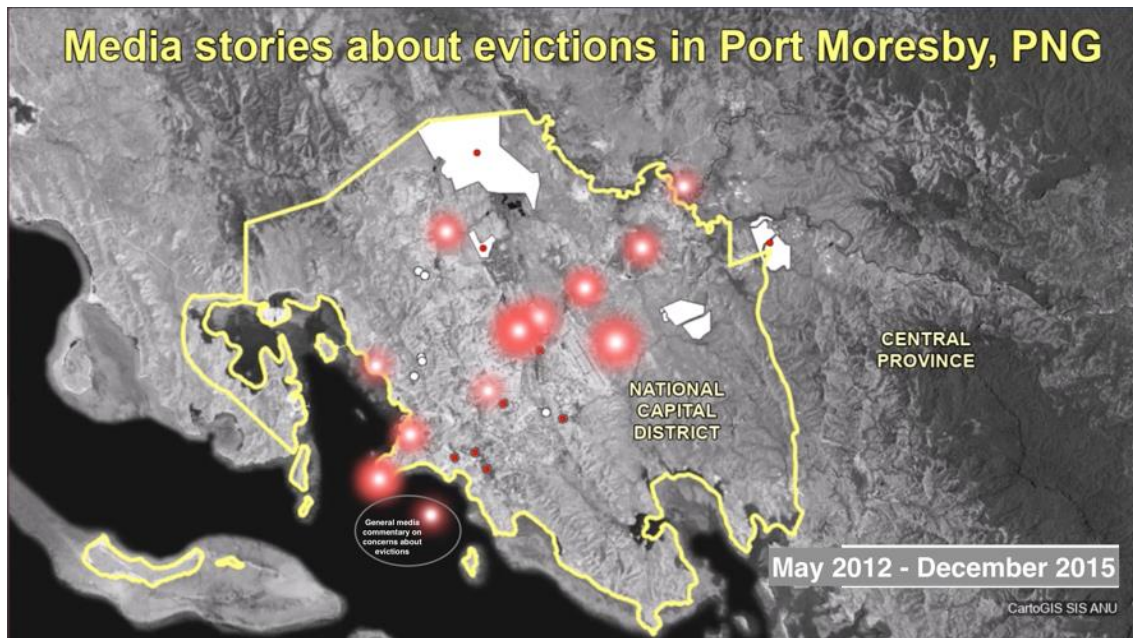 Media stories about evictions in Port Moresby, PNG
CENTRAL
PROVINCE
NATIONAL
CAPITAL
DISTRICT
General media
commentary on
concerns about
evictions
May 2012 - December 2015
CartoGIS SIS ANU